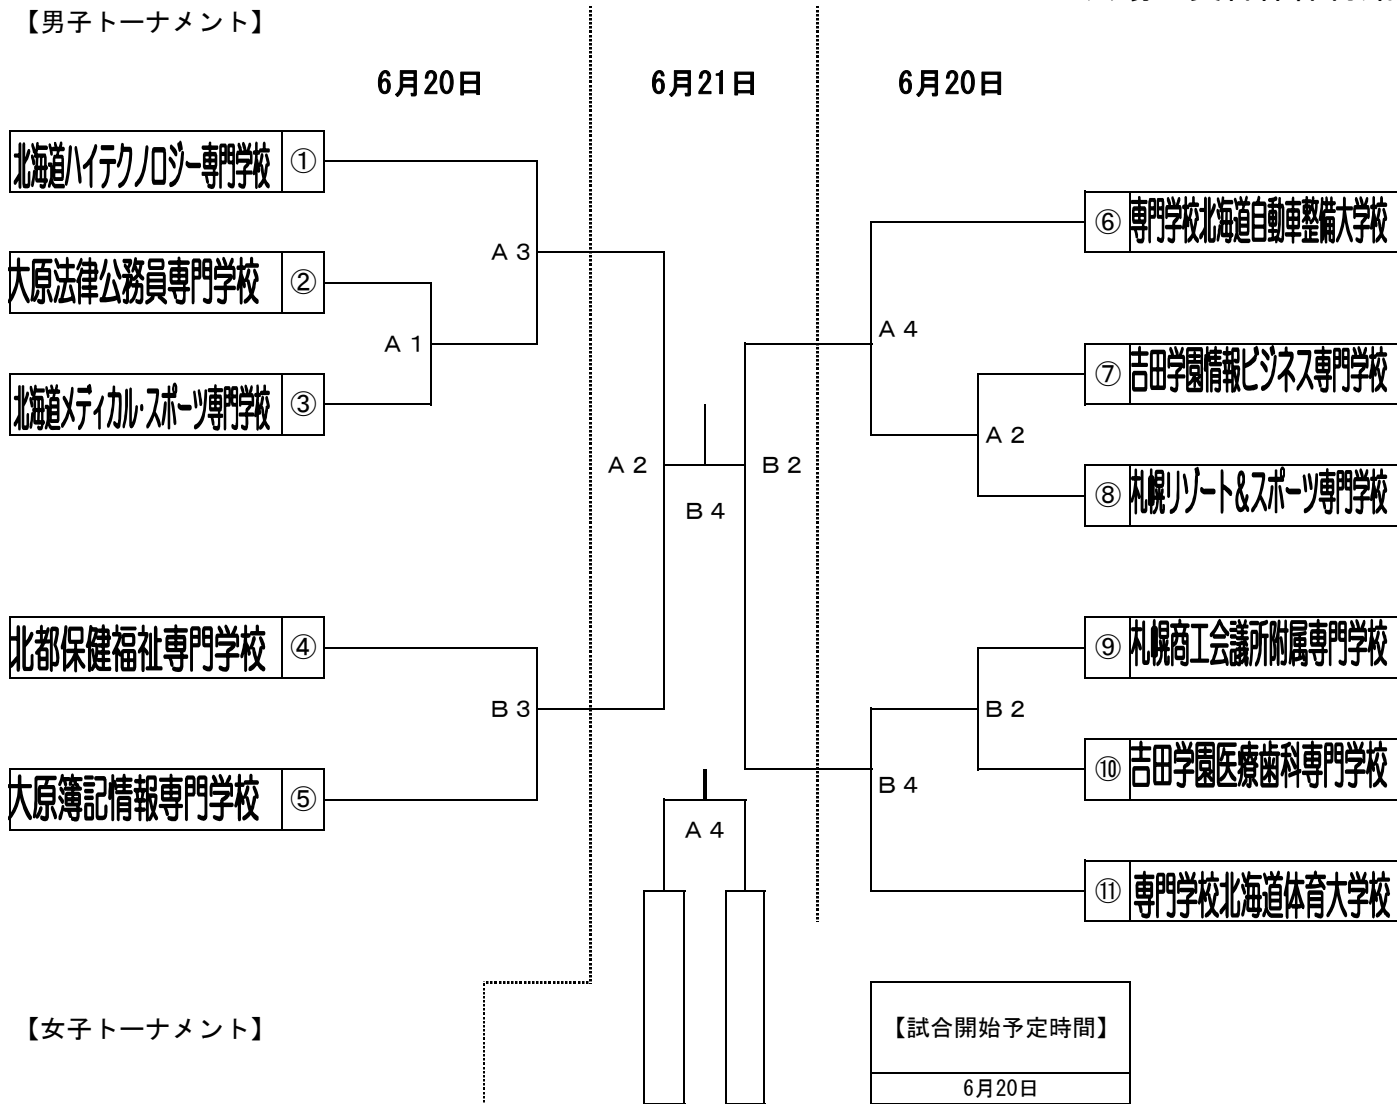 【男子トーナメント】
6月20日
6月21日
6月20日
北海道ハイテクノロジー専門学校 ①
大原法律公務員専門学校 ②
北海道メディカル・スポーツ専門学校 ③
北都保健福祉専門学校 ④
大原簿記情報専門学校 ⑤
A3
A1
B3
A2
B4
B2
A4
⑥ 専門学校北海道自動車整備大学校
⑦ 吉田学園情報ビジネス専門学校
⑧ 札幌リゾート&スポーツ専門学校
⑨ 札幌商工会議所附属専門学校
⑩ 吉田学園医療歯科専門学校
⑪ 専門学校北海道体育大学校
A4
A2
B2
B4
【女子トーナメント】
【試合開始予定時間】
6月20日